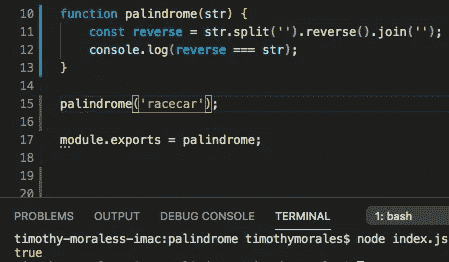 10 function palindrome(str) {
11 const reverse = str.split('').reverse().join('');
12 console.log(reverse === str);
13 }
14
15 palindrome('racecar');
16
17 module.exports = palindrome;
18
19
20
PROBLEMS OUTPUT DEBUG CONSOLE TERMINAL 1: bash
timothy-moraless-imac:palindrome timothymorales$ node index.js
true